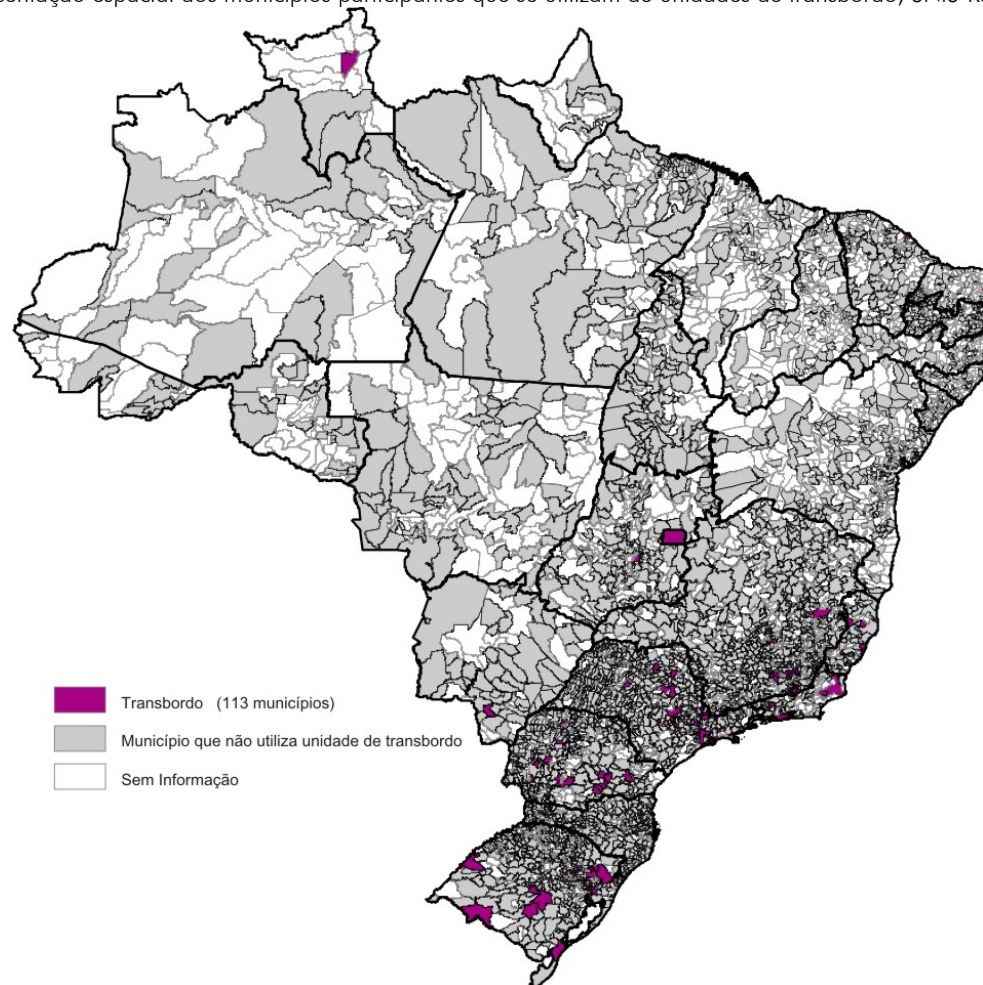 espacial dos municípios participantes que se utilizam de unidades de transbordo,
Transbordo (113 municípios)
Município que não utiliza unidade de transbordo
Sem Informação